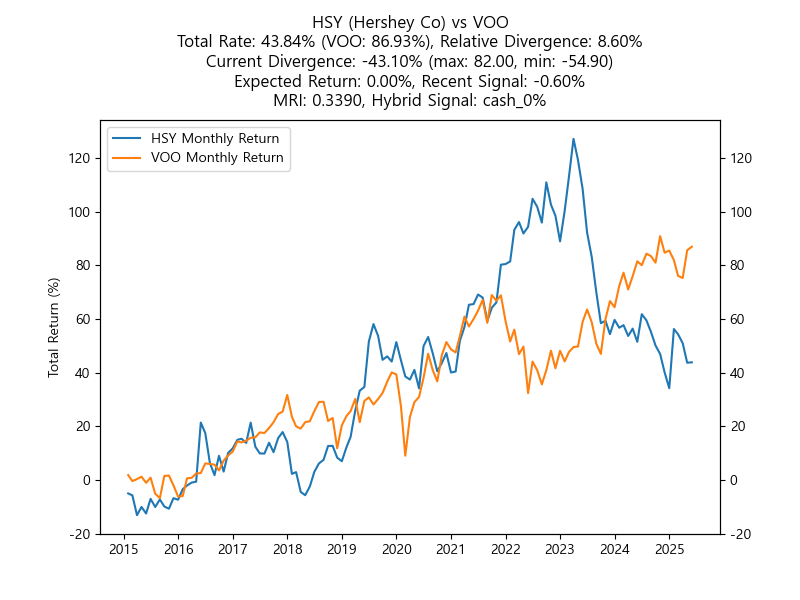 HSY (Hershey Co) vs VOO
Total Rate: 43.84% (VOO: 86.93%), Relative Divergence: 8.60%
Current Divergence: -43.10% (max: 82.00, min: -54.90)
Expected Return: 0.00%, Recent Signal: -0.60%
MRI: 0.3390, Hybrid Signal: cash_0%
HSY Monthly Return
VOO Monthly Return
Total Return (%)
120
100
80
60
40
20
0
-20
120
100
80
60
40
20
0
-20
2015 2016 2017 2018 2019 2020 2021 2022 2023 2024 2025